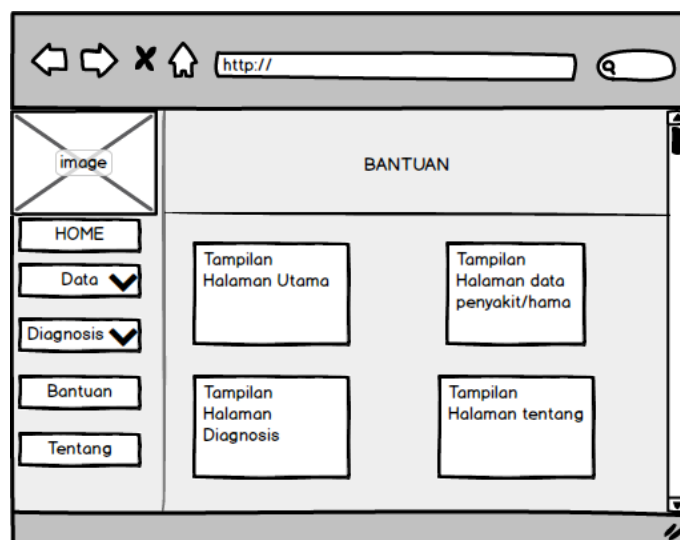 http://
image
BANTUAN
HOME
Data
Diagnosis
Bantuan
Tentang
Tampilan
Halaman Utama
Tampilan
Halaman data
penyakit/hama
Tampilan
Halaman
Diagnosis
Tampilan
Halaman tentang